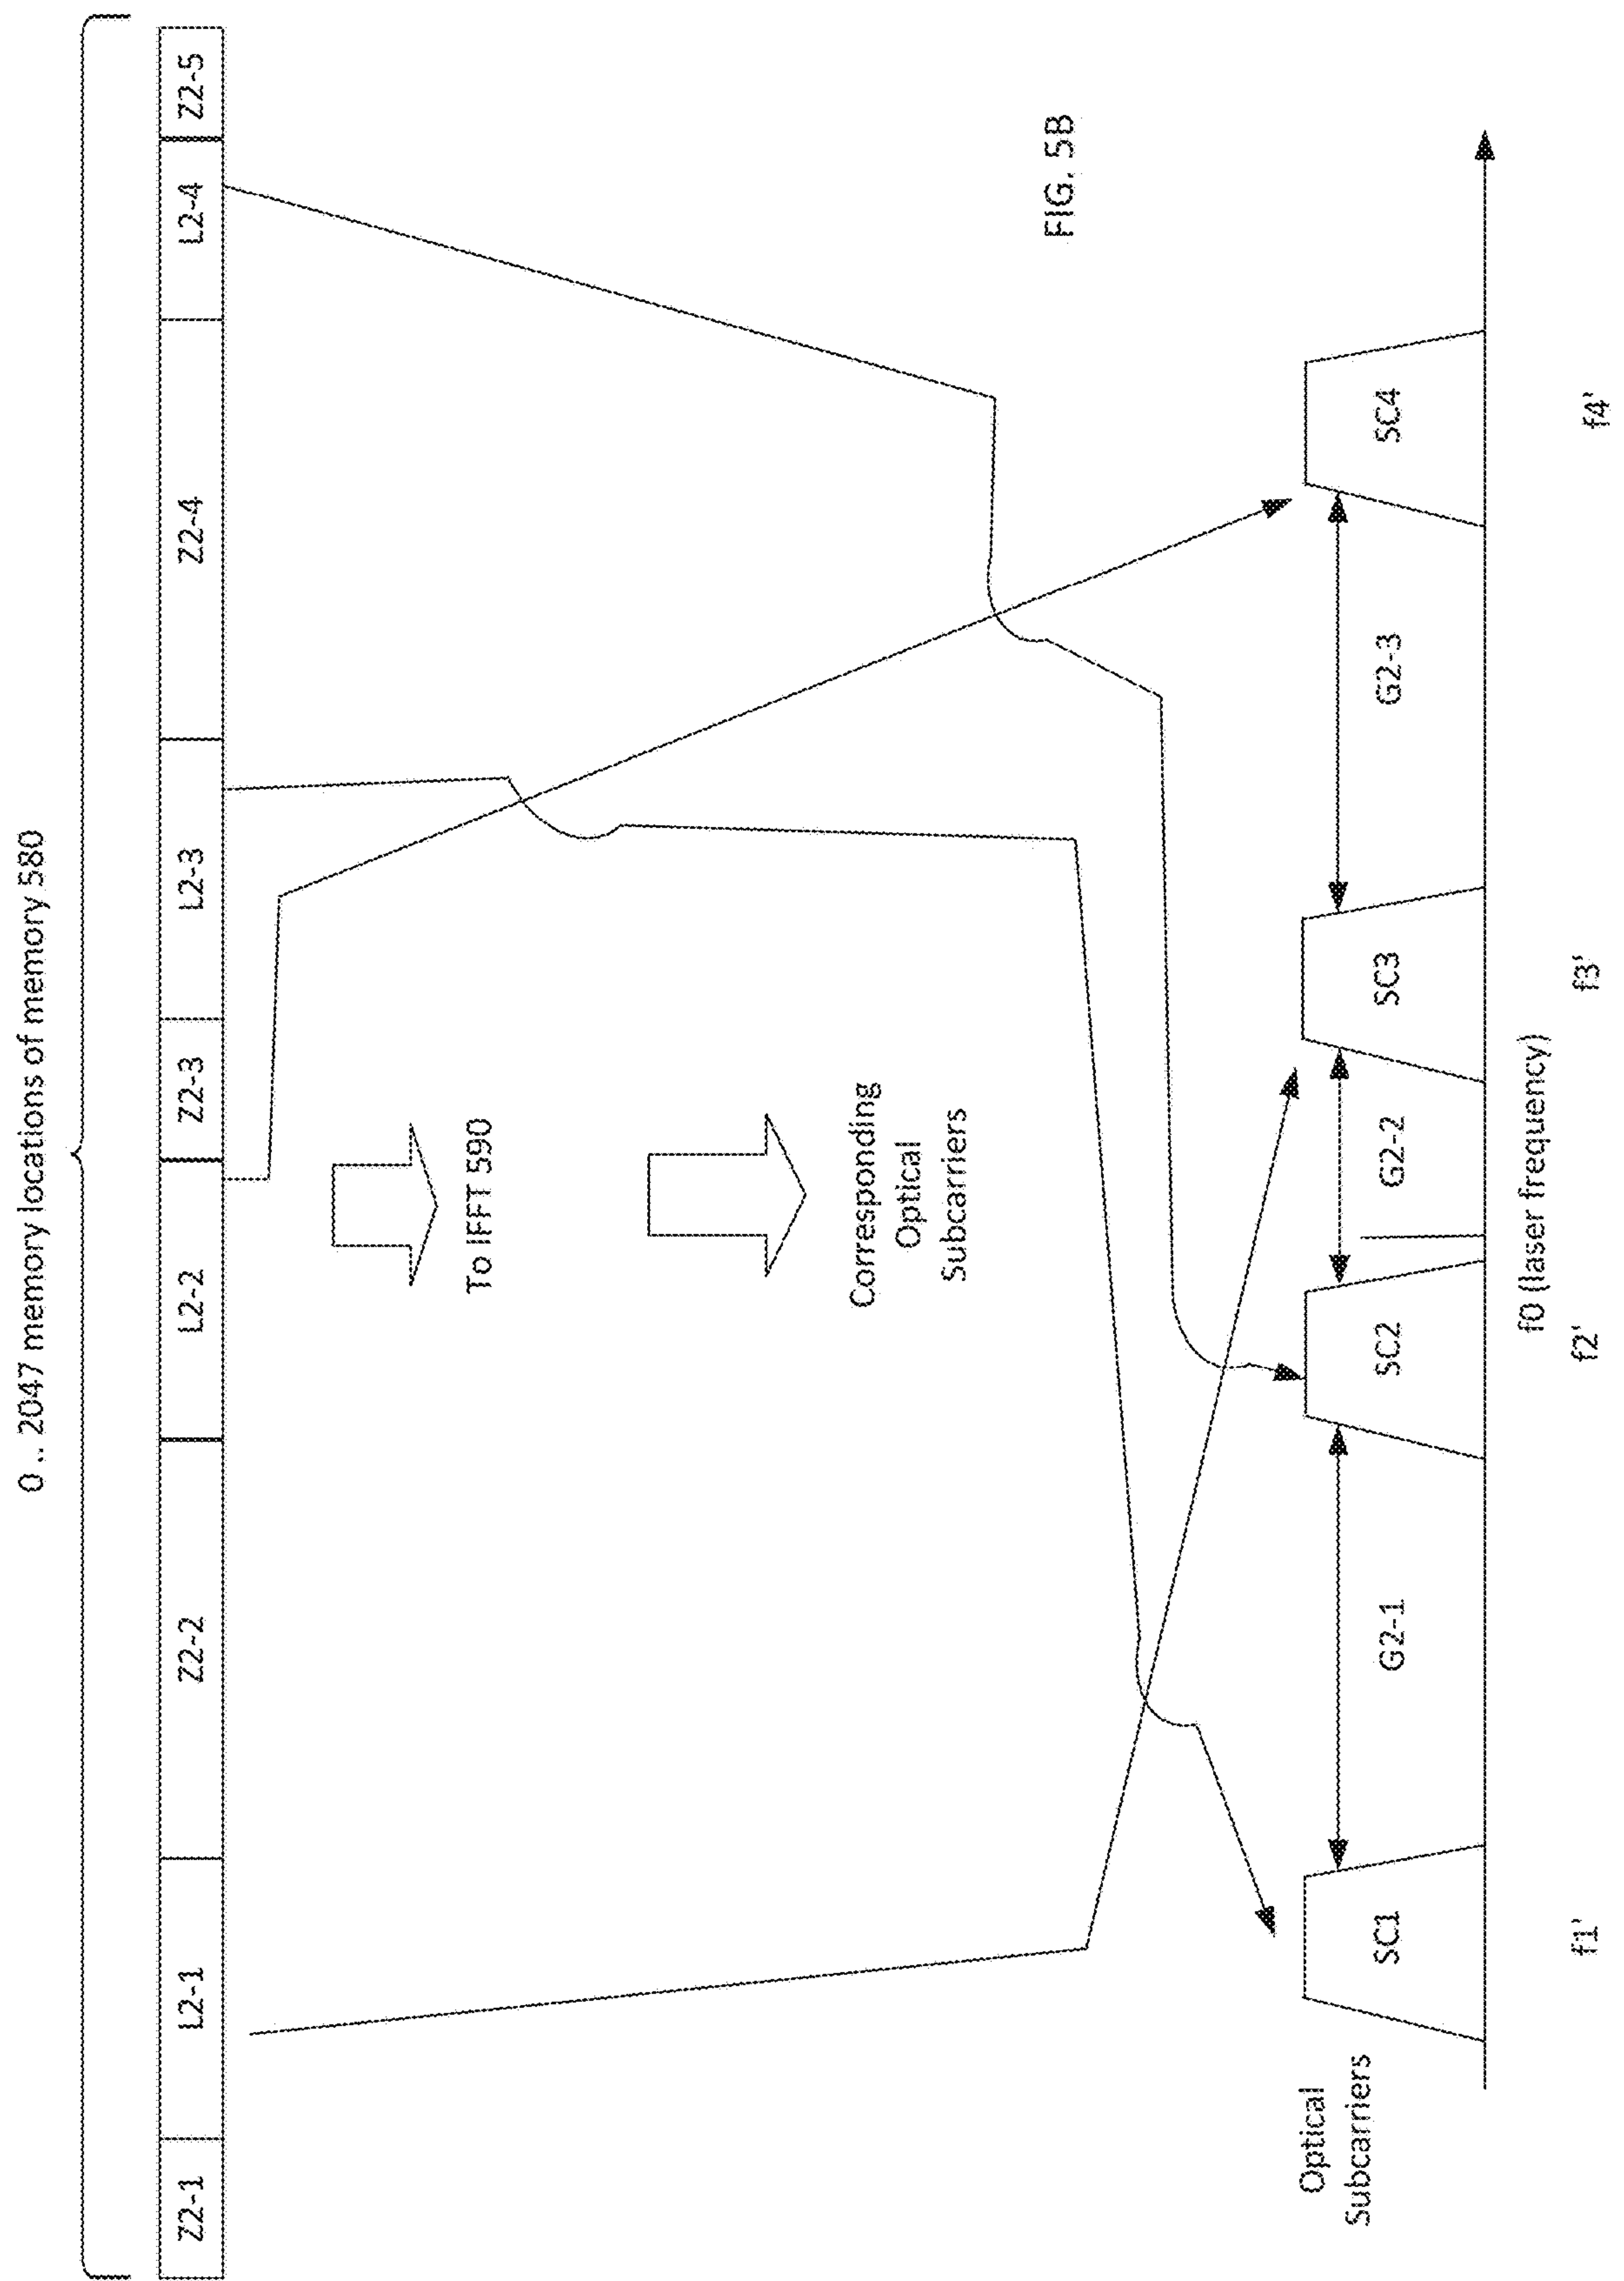 0 .. 2047 memory locations of memory 580
Z2-1
L2-1
Z2-2
L2-2
Z2-3
L2-3
Z2-4
L2-4
Z2-5
To IFFT 590
Corresponding
Optical
Subcarriers
FIG. 5B
Optical
Subcarriers
SC1
G2-1
SC2
G2-2
SC3
G2-3
SC4
f0 (laser frequency)
f1'
f2'
f3'
f4'